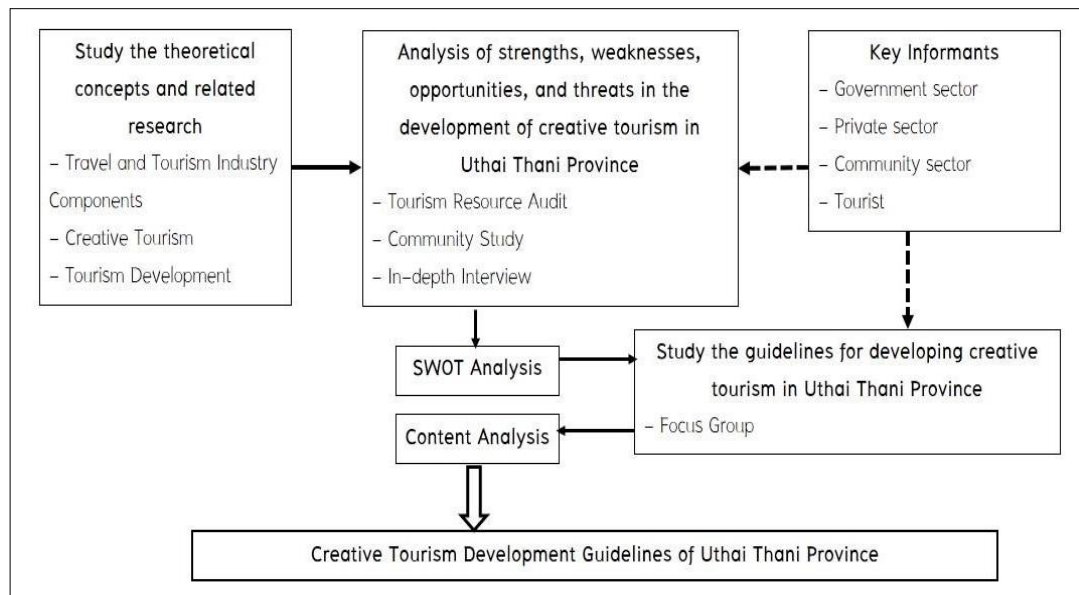 Study the theoretical
concepts and related
research
– Travel and Tourism Industry
Components
– Creative Tourism
– Tourism Development
Analysis of strengths, weaknesses,
opportunities, and threats in the
development of creative tourism in
Uthai Thani Province
– Tourism Resource Audit
– Community Study
– In-depth Interview
Key Informants
– Government sector
– Private sector
– Community sector
– Tourist
SWOT Analysis
Study the guidelines for developing creative
tourism in Uthai Thani Province
– Focus Group
Content Analysis
Creative Tourism Development Guidelines of Uthai Thani Province